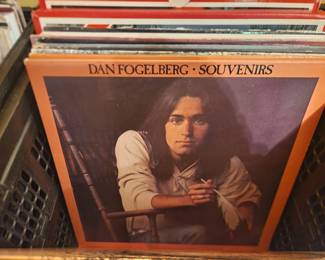 DAN FOGELBERG · SOUVENIRS